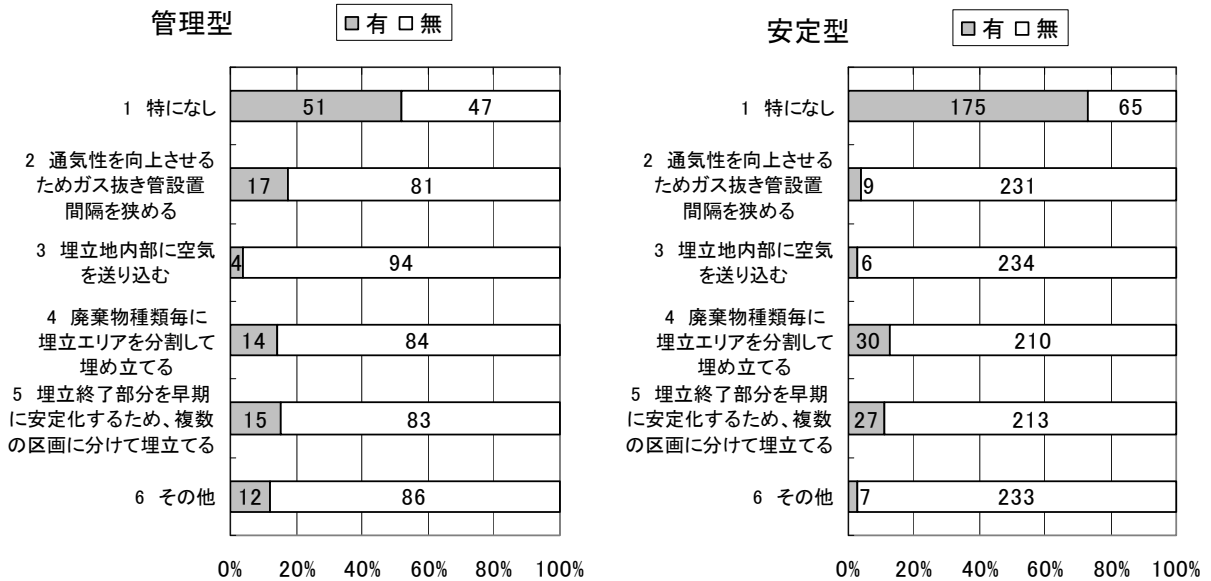 管理型
有 無
1 特になし
51 47
2 通気性を向上させる
ためガス抜き管設置
間隔を狭める
17 81
3 埋立地内部に空気
を送り込む
4 94
4 廃棄物種類毎に
埋立エリアを分割して
埋め立てる
14 84
5 埋立終了部分を早期
に安定化するため、複数
の区画に分けて埋立てる
15 83
6 その他
12 86
0% 20% 40% 60% 80% 100%
安定型
有 無
1 特になし
175 65
2 通気性を向上させる
ためガス抜き管設置
間隔を狭める
9 231
3 埋立地内部に空気
を送り込む
6 234
4 廃棄物種類毎に
埋立エリアを分割して
埋め立てる
30 210
5 埋立終了部分を早期
に安定化するため、複数
の区画に分けて埋立てる
27 213
6 その他
7 233
0% 20% 40% 60% 80% 100%